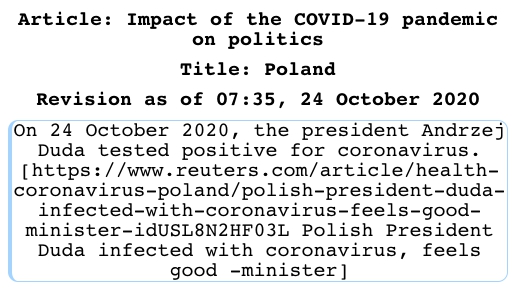 Article: Impact of the COVID-19 pandemic
on politics
Title: Poland
Revision as of 07:35, 24 October 2020
On 24 October 2020, the president Andrzej
Duda tested positive for coronavirus.
[https://www.reuters.com/article/health-
coronavirus-poland/polish-president-duda-
infected-with-coronavirus-feels-good-
minister-idUSL8N2HF03L Polish President
Duda infected with coronavirus, feels
good -minister]